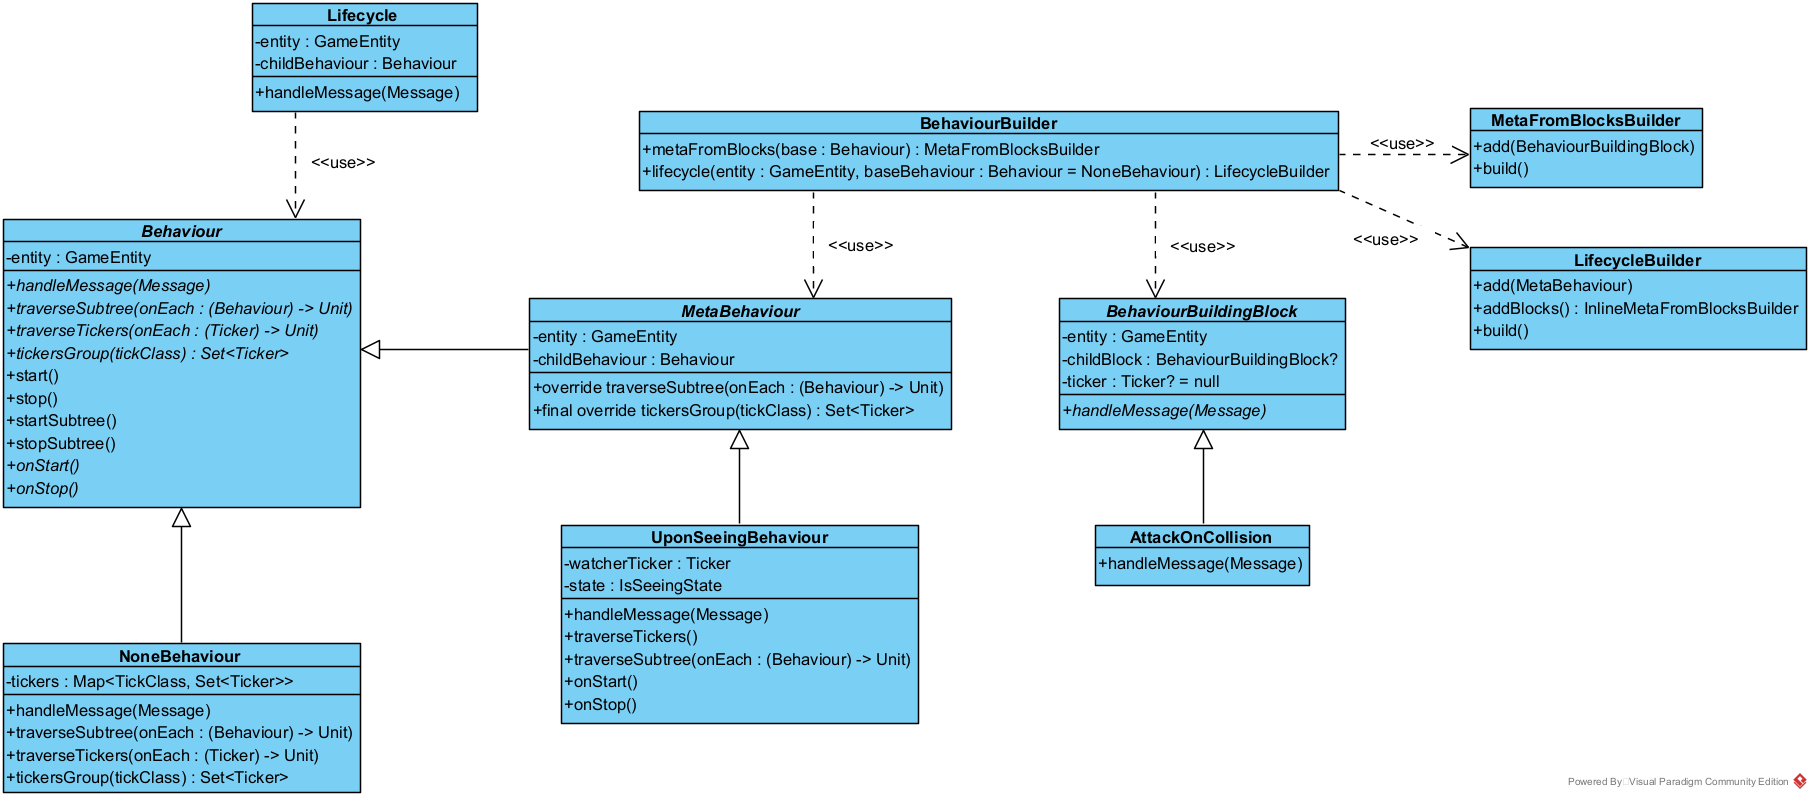 Lifecycle
-entity : GameEntity
-childBehaviour : Behaviour
+handleMessage(Message)
<<use>>
Behaviour
-entity : GameEntity
+handleMessage(Message)
+traverseSubtree(onEach : (Behaviour) -> Unit)
+traverseTickers(onEach : (Ticker) -> Unit)
+tickersGroup(tickClass) : Set<Ticker>
+start()
+stop()
+startSubtree()
+stopSubtree()
+onStart()
+onStop()
NoneBehaviour
-tickers : Map<TickClass, Set<Ticker>>
+handleMessage(Message)
+traverseSubtree(onEach : (Behaviour) -> Unit)
+traverseTickers(onEach : (Ticker) -> Unit)
+tickersGroup(tickClass) : Set<Ticker>
BehaviourBuilder
+metaFromBlocks(base : Behaviour) : MetaFromBlocksBuilder
+lifecycle(entity : GameEntity, baseBehaviour : Behaviour = NoneBehaviour) : LifecycleBuilder
<<use>>
<<use>>
<<use>>
<<use>>
MetaFromBlocksBuilder
+add(BehaviourBuildingBlock)
+build()
LifecycleBuilder
+add(MetaBehaviour)
+addBlocks() : InlineMetaFromBlocksBuilder
+build()
MetaBehaviour
-entity : GameEntity
-childBehaviour : Behaviour
+override traverseSubtree(onEach : (Behaviour) -> Unit)
+final override tickersGroup(tickClass) : Set<Ticker>
BehaviourBuildingBlock
-entity : GameEntity
-childBlock : BehaviourBuildingBlock?
-ticker : Ticker? = null
+handleMessage(Message)
UponSeeingBehaviour
-watcherTicker : Ticker
-state : IsSeeingState
+handleMessage(Message)
+traverseTickers()
+traverseSubtree(onEach : (Behaviour) -> Unit)
+onStart()
+onStop()
AttackOnCollision
+handleMessage(Message)
Powered By Visual Paradigm Community Edition